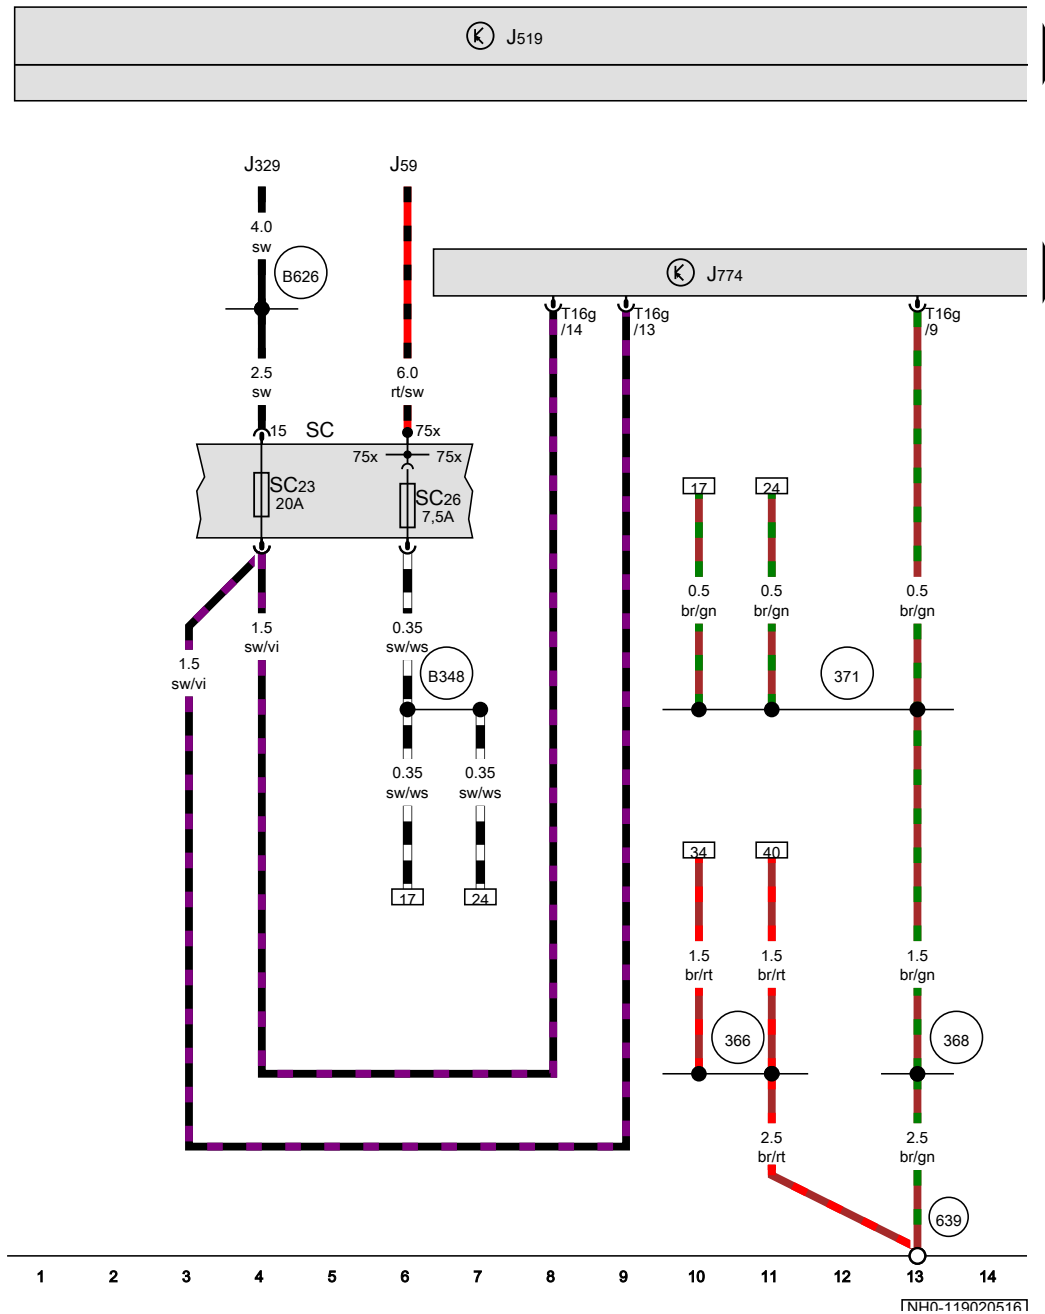 J519
J329
J59
4.0
sw
B626
J774
T16g
/14
T16g
/13
T16g
/9
2.5
sw
6.0
rt/sw
15
SC
75x
75x
75x
SC23
20A
SC26
7,5A
17
24
0.5
br/gn
0.5
br/gn
0.5
br/gn
1.5
sw/vi
0.35
sw/ws
1.5
sw/vi
B348
371
0.35
sw/ws
0.35
sw/ws
34
40
17
24
1.5
br/rt
1.5
br/rt
1.5
br/gn
366
368
2.5
br/rt
2.5
br/gn
639
1 2 3 4 5 6 7 8 9 10 11 12 13 14
NH0-119020516